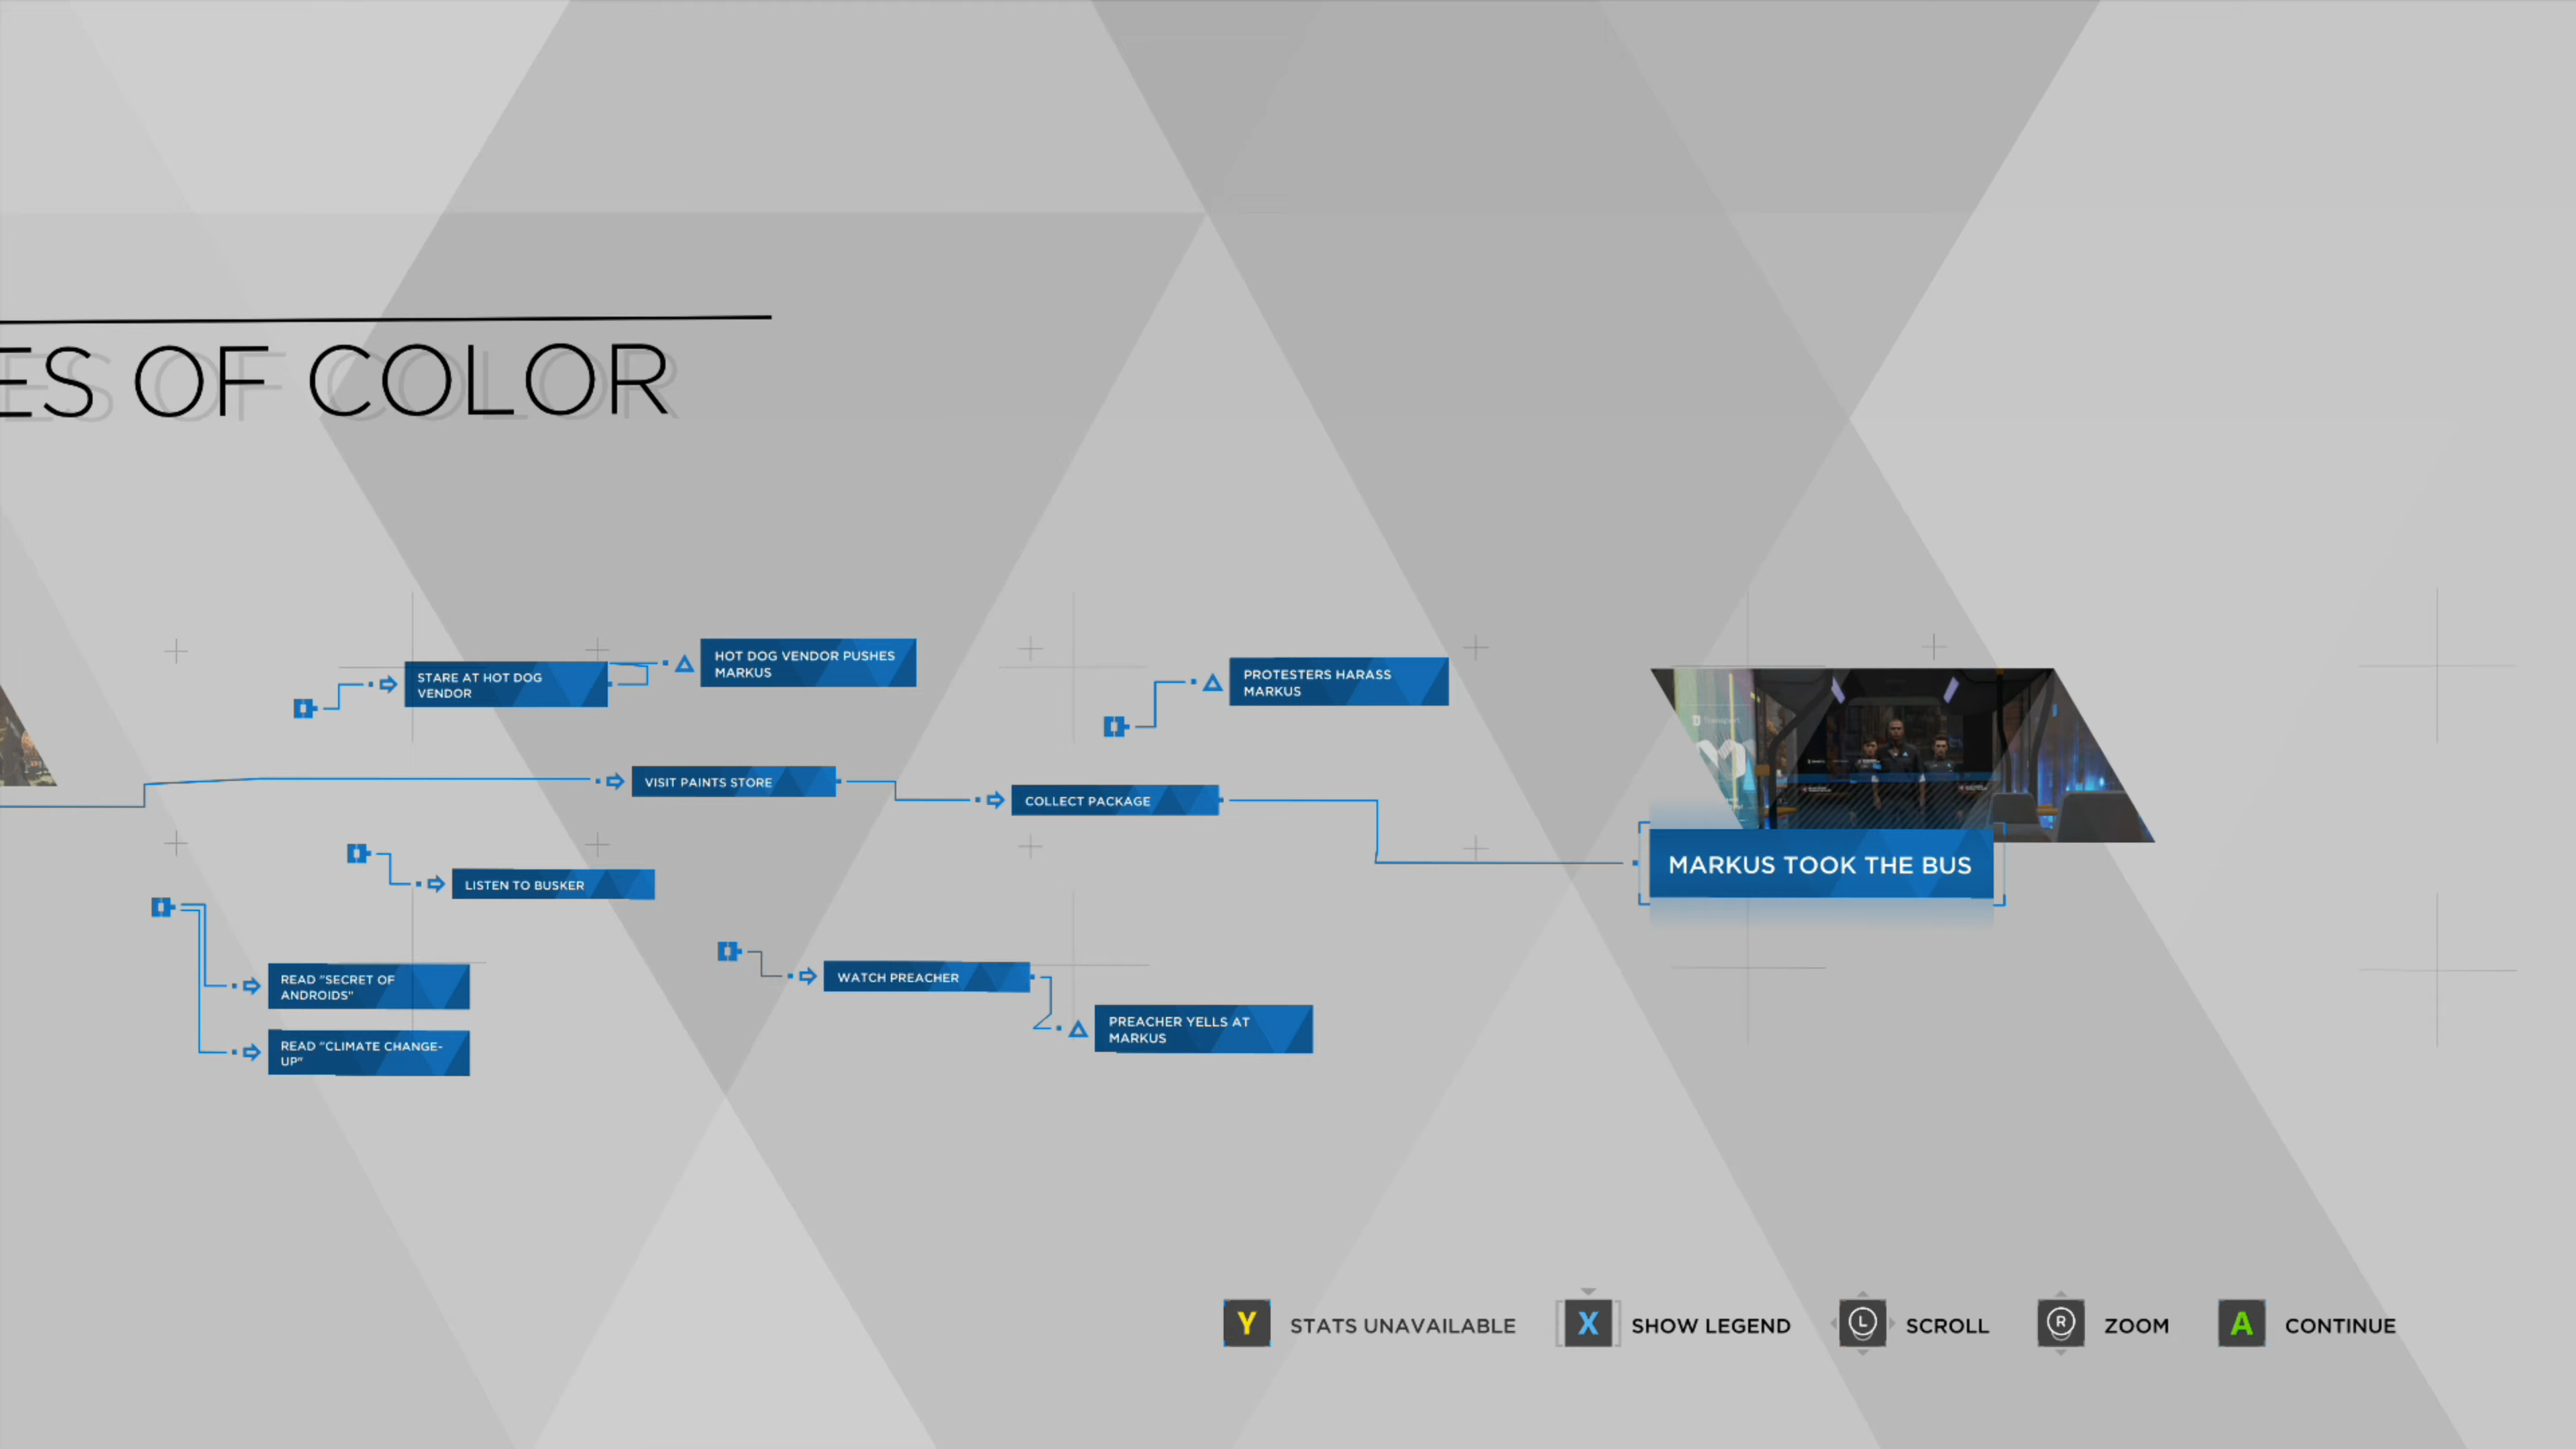 ES OF COLOR
HOT DOG VENDOR PUSHES
MARKUS
STARE AT HOT DOG
VENDOR
PROTESTERS HARASS
MARKUS
VISIT PAINTS STORE
COLLECT PACKAGE
MARKUS TOOK THE BUS
LISTEN TO BUSKER
READ "SECRET OF
ANDROIDS"
WATCH PREACHER
PREACHER YELLS AT
MARKUS
READ "CLIMATE CHANGE-
UP"
Y STATS UNAVAILABLE
X SHOW LEGEND
L SCROLL
R ZOOM
A CONTINUE